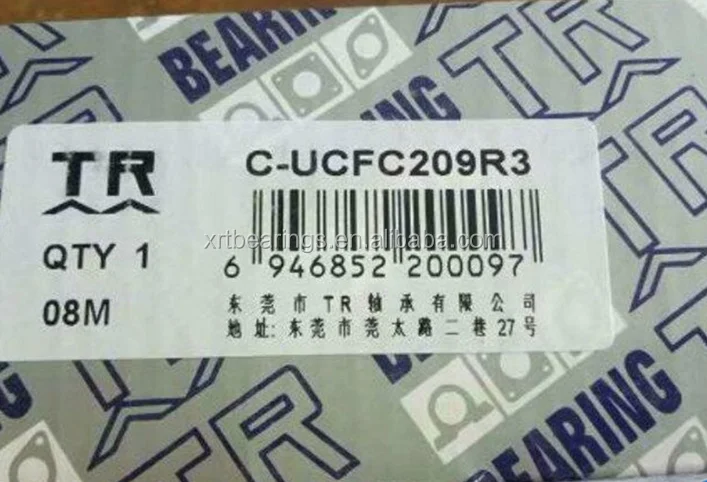 BEARING
TR
TR
C-UCFC209R3
QTY 1
6 946852 200097
08M
东莞市TR轴承有限公司
地址:东莞市莞太路二巷27号
xrtbearings.en.alibaba.com
TR
BEARING